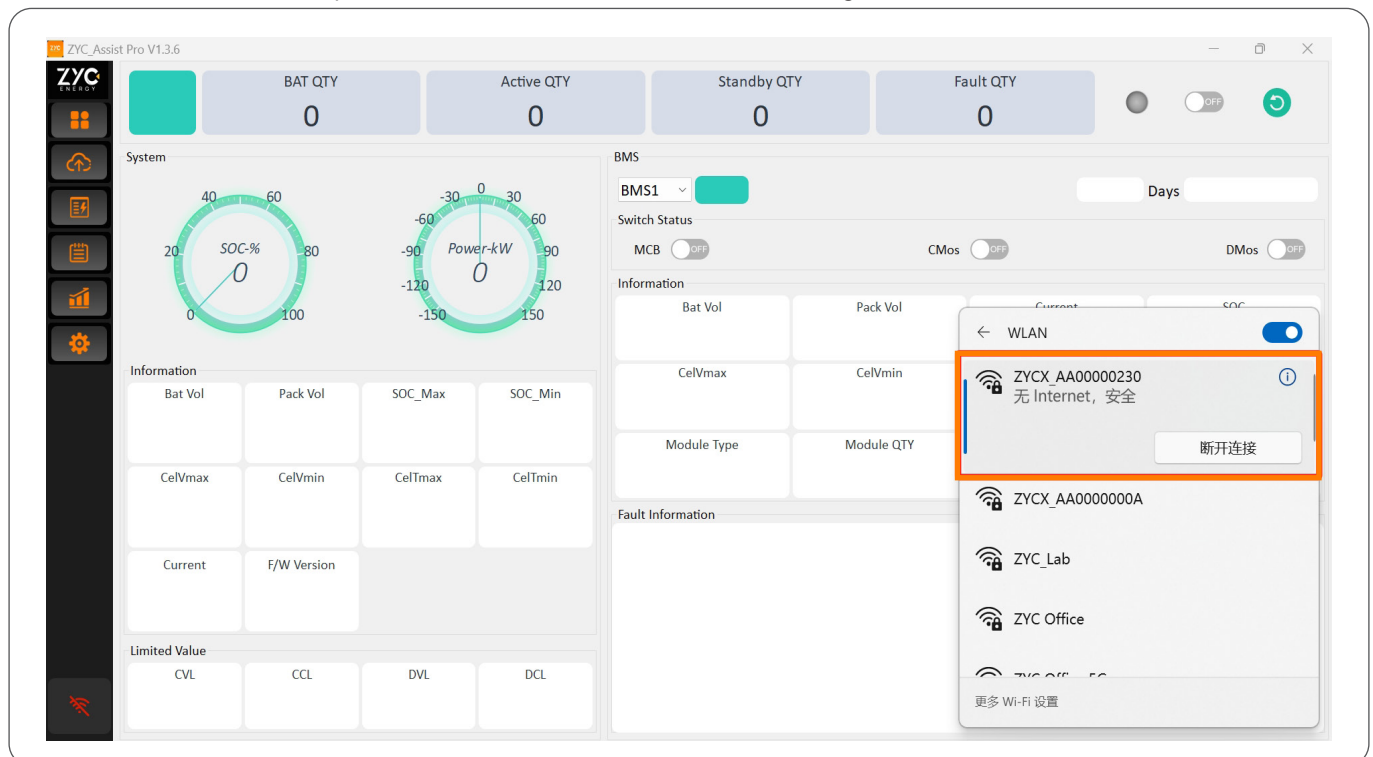 ZYC_Assist Pro V1.3.6
ZYC
ENERGY
BAT QTY
0
Active QTY
0
Standby QTY
0
Fault QTY
0
OFF
System
0
20
40
60
80
100
SOC-%
0
-150
-120
-90
-60
-30
0
30
60
90
120
150
Power-kW
0
Information
Bat Vol
Pack Vol
SOC_Max
SOC_Min
CelVmax
CelVmin
CelTmax
CelTmin
Current
F/W Version
Limited Value
CVL
CCL
DVL
DCL
BMS
BMS1
Days
Switch Status
MCB OFF
CMos OFF
DMos OFF
Information
Bat Vol
Pack Vol
Current
SOC
CelVmax
CelVmin
Module Type
Module QTY
Fault Information
WLAN
ZYCX_AA00000230
无 Internet，安全
断开连接
ZYCX_AA0000000A
ZYC_Lab
ZYC Office
更多 Wi-Fi 设置